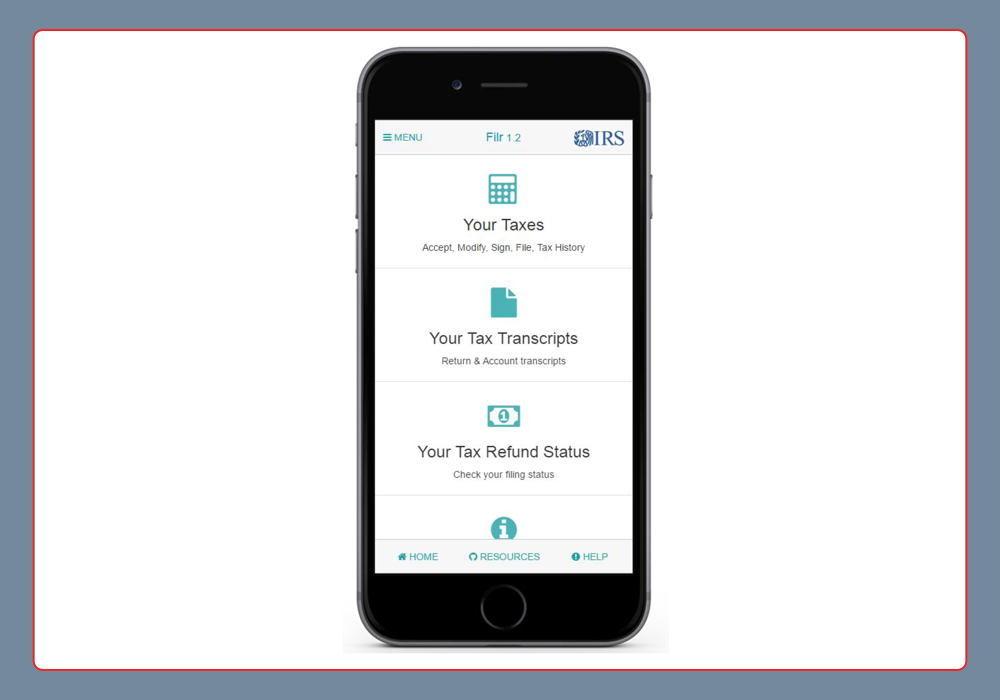 MENU
Filr 1.2
IRS
Your Taxes
Accept, Modify, Sign, File, Tax History
Your Tax Transcripts
Return & Account transcripts
1
Your Tax Refund Status
Check your filing status
HOME
RESOURCES
HELP